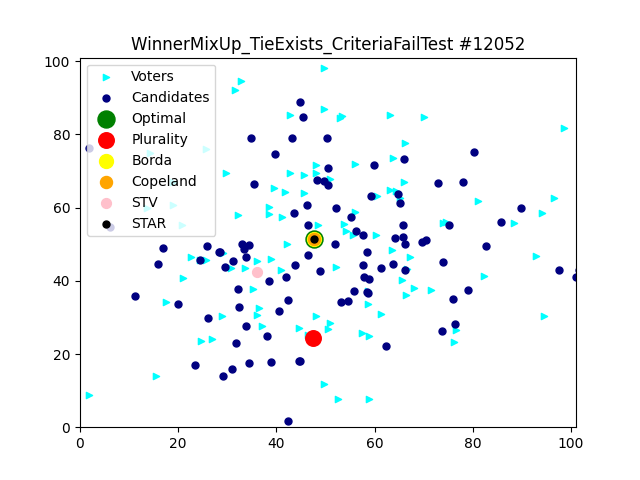 WinnerMixUp_TieExists_CriteriaFailTest #12052
100
80
60
40
20
0
0 20 40 60 80 100
Voters
Candidates
Optimal
Plurality
Borda
Copeland
STV
STAR